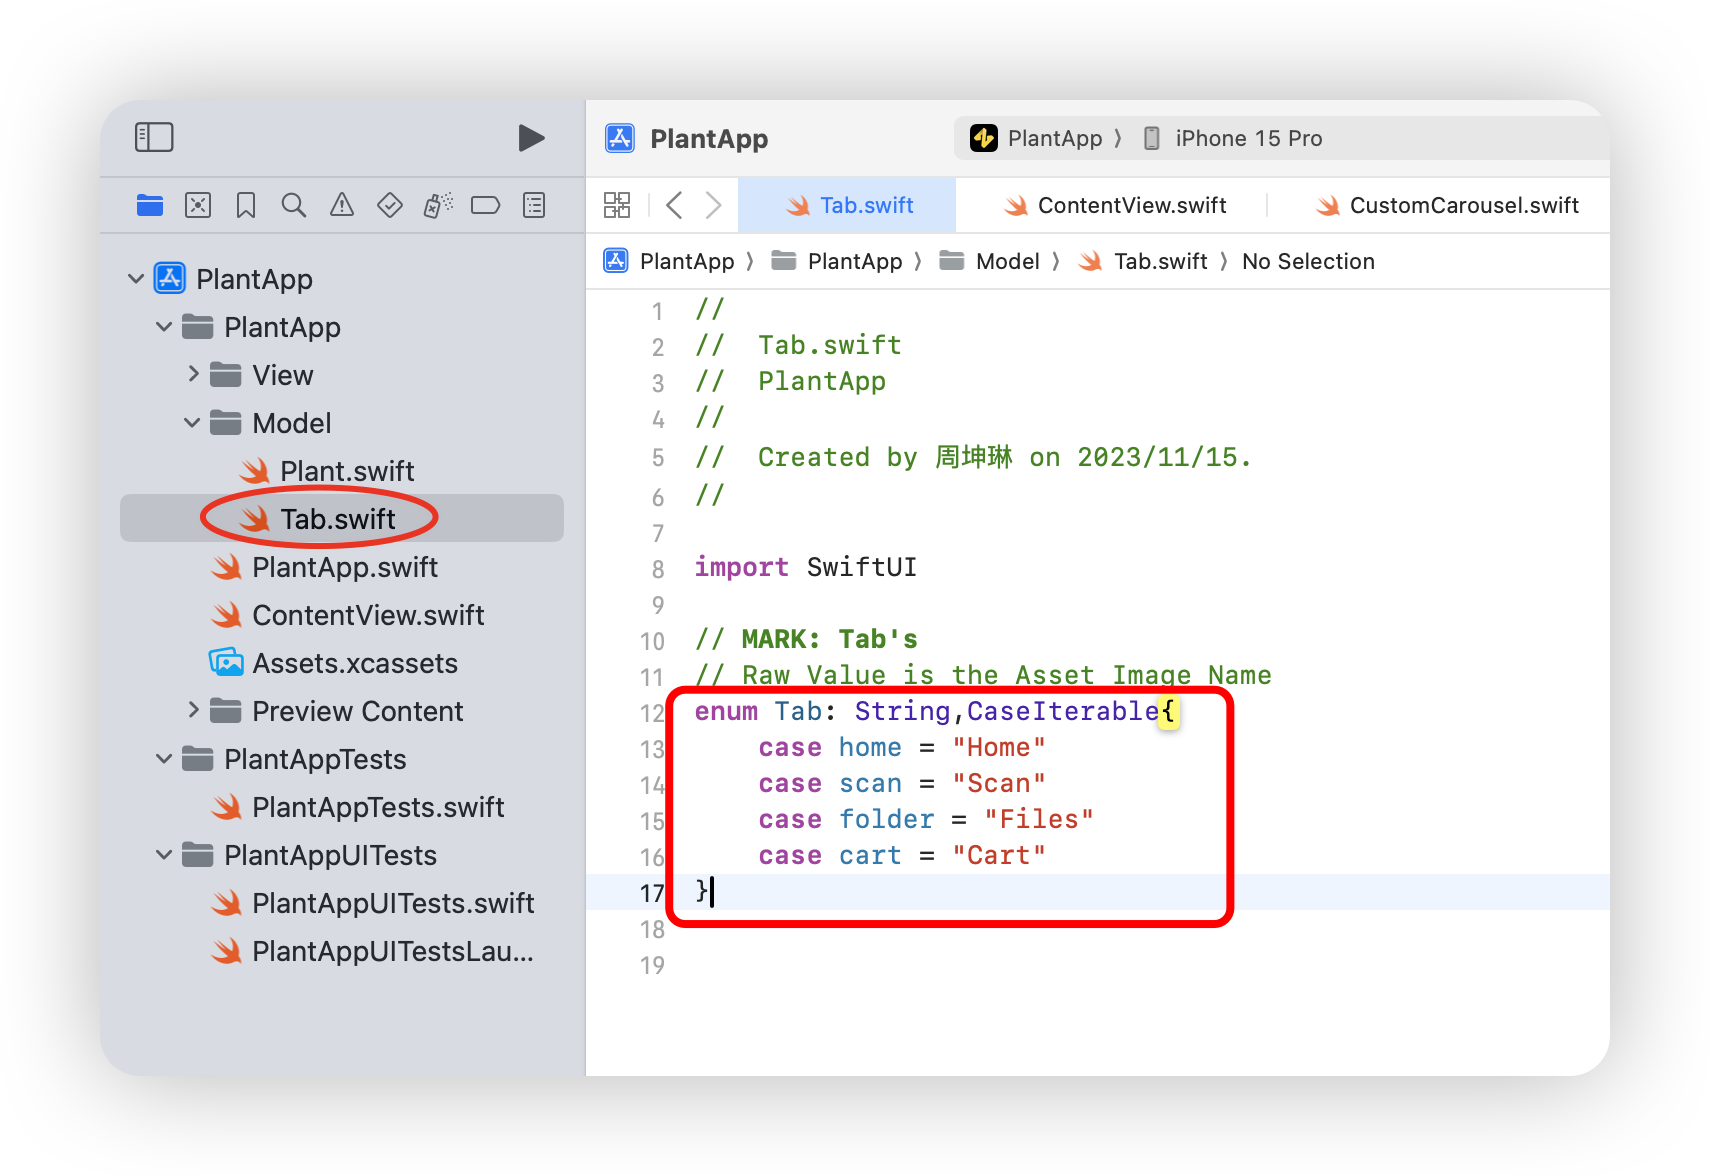 PlantApp
PlantApp 〉 iPhone 15 Pro
Tab.swift
ContentView.swift
CustomCarousel.swift
PlantApp 〉 PlantApp 〉 Model 〉 Tab.swift 〉 No Selection
PlantApp
PlantApp
View
Model
Plant.swift
Tab.swift
PlantApp.swift
ContentView.swift
Assets.xcassets
Preview Content
PlantAppTests
PlantAppTests.swift
PlantAppUITests
PlantAppUITests.swift
PlantAppUITestsLau...
1 //
2 //  Tab.swift
3 //  PlantApp
4 //
5 //  Created by 周坤琳 on 2023/11/15.
6 //
7
8 import SwiftUI
9
10 // MARK: Tab's
11 // Raw Value is the Asset Image Name
12 enum Tab: String,CaseIterable{
13     case home = "Home"
14     case scan = "Scan"
15     case folder = "Files"
16     case cart = "Cart"
17 }
18
19